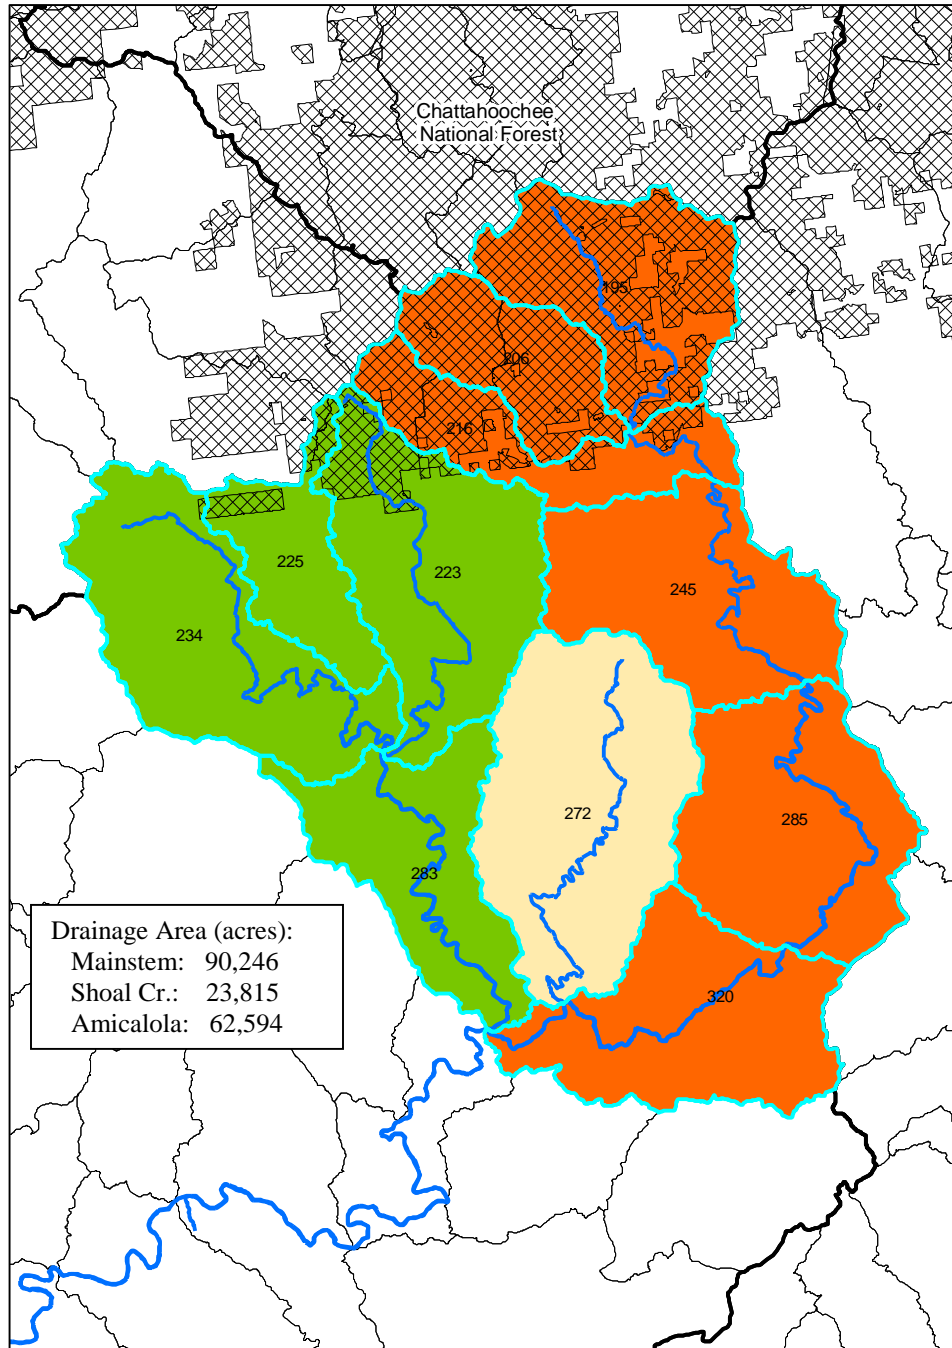 Chattahoochee
National Forest
195
206
216
225
223
245
234
272
285
283
320
Drainage Area (acres):
Mainstem: 90,246
Shoal Cr.: 23,815
Amicalola: 62,594